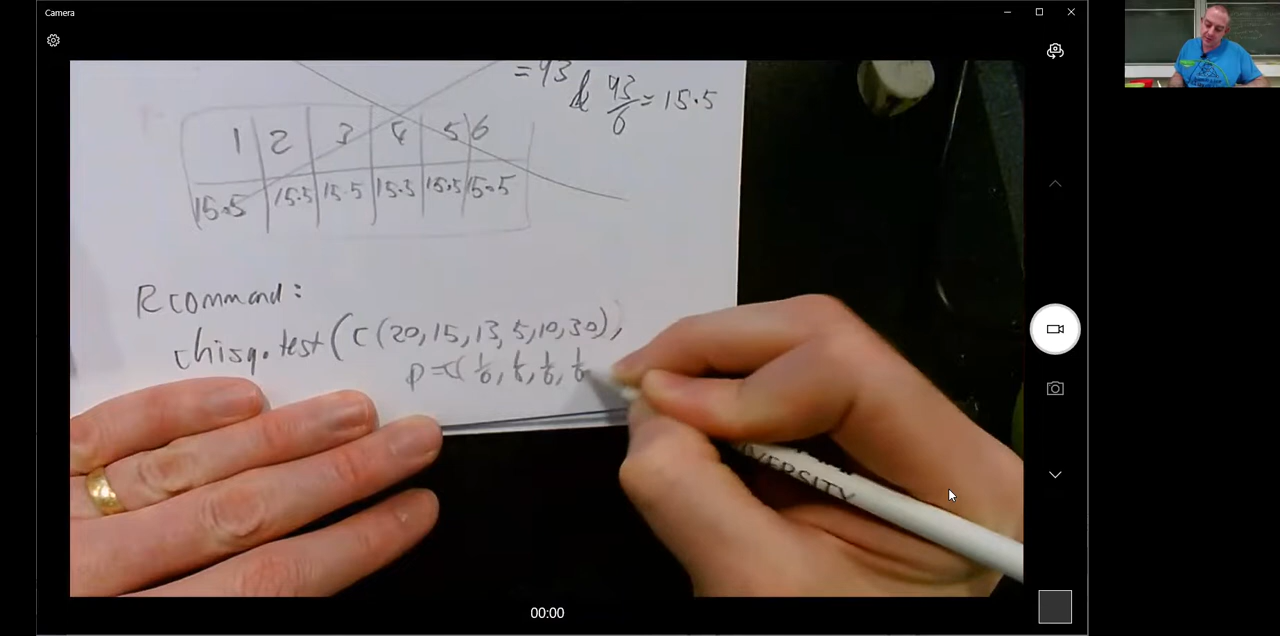 Camera
= 93
& 93/6 = 15.5
1 2 3 4 5 6
15.5 15.5 15.5 15.5 15.5 15.5
R command:
chisq.test(c(20,15,13,5,10,30),
p=c(1/6, 1/6, 1/6, 1/6
VERSITY
00:00